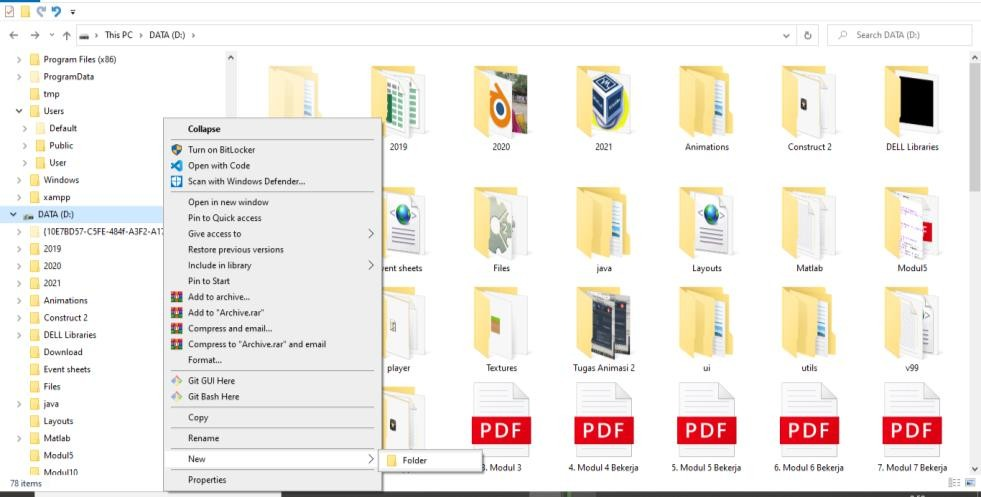 This PC > DATA (D:) >
Search DATA (D:)
Program Files (x86)
ProgramData
tmp
Users
Default
Public
User
Windows
xampp
DATA (D:)
{10E7BD57-C5FE-484f-A3F2-A17
2019
2020
2021
Animations
Construct 2
DELL Libraries
Download
Event sheets
Files
java
Layouts
Matlab
Modul5
Modul10
78 items
Collapse
Turn on BitLocker
Open with Code
Scan with Windows Defender...
Open in new window
Pin to Quick access
Give access to
Restore previous versions
Include in library
Pin to Start
Add to archive...
Add to "Archive.rar"
Compress and email...
Compress to "Archive.rar" and email
Format...
Git GUI Here
Git Bash Here
Copy
Rename
New
Folder
Properties
2019
2020
2021
Animations
Construct 2
DELL Libraries
vent sheets
Files
java
Layouts
Matlab
Modul5
player
Textures
Tugas Animasi 2
ui
utils
v99
PDF
PDF
PDF
PDF
PDF
3. Modul 3
4. Modul 4 Bekerja
5. Modul 5 Bekerja
6. Modul 6 Bekerja
7. Modul 7 Bekerja